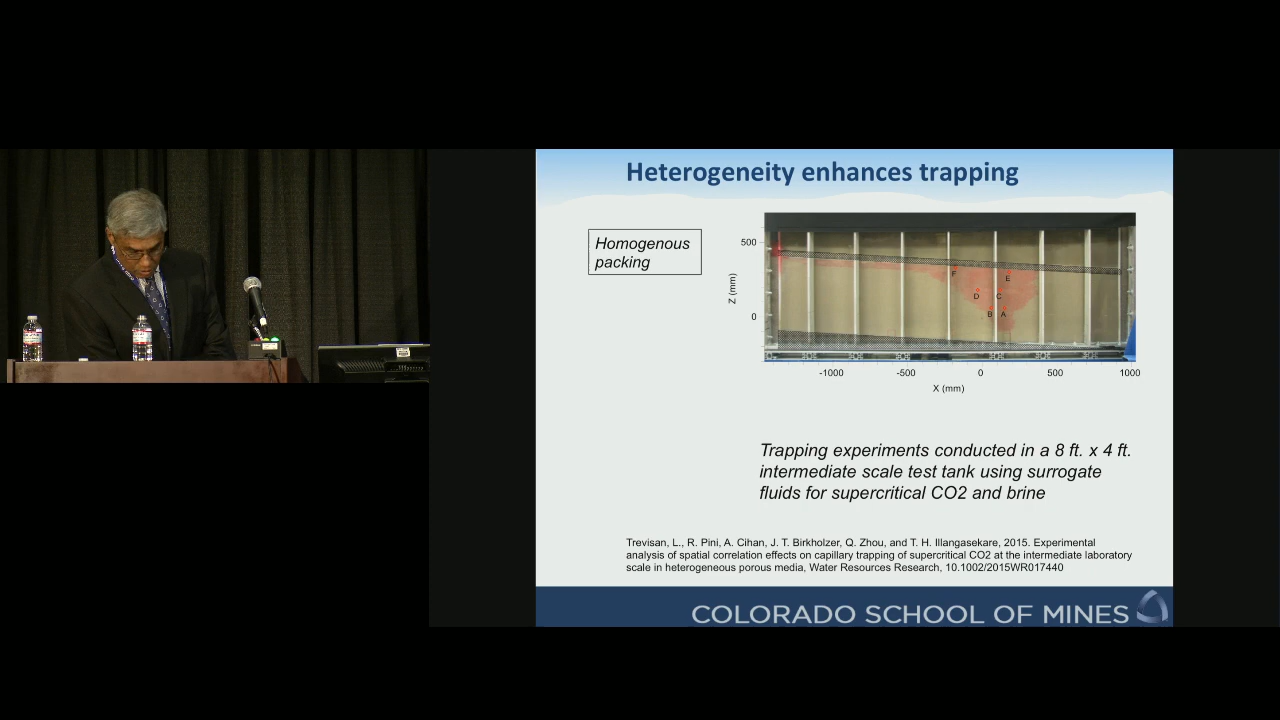 Heterogeneity enhances trapping
Homogenous
packing
500
0
Z (mm)
F
E
D
C
B
A
-1000
-500
0
500
1000
X (mm)
Trapping experiments conducted in a 8 ft. x 4 ft.
intermediate scale test tank using surrogate
fluids for supercritical CO2 and brine
Trevisan, L., R. Pini, A. Cihan, J. T. Birkholzer, Q. Zhou, and T. H. Illangasekare, 2015. Experimental
analysis of spatial correlation effects on capillary trapping of supercritical CO2 at the intermediate laboratory
scale in heterogeneous porous media, Water Resources Research, 10.1002/2015WR017440
COLORADO SCHOOL OF MINES